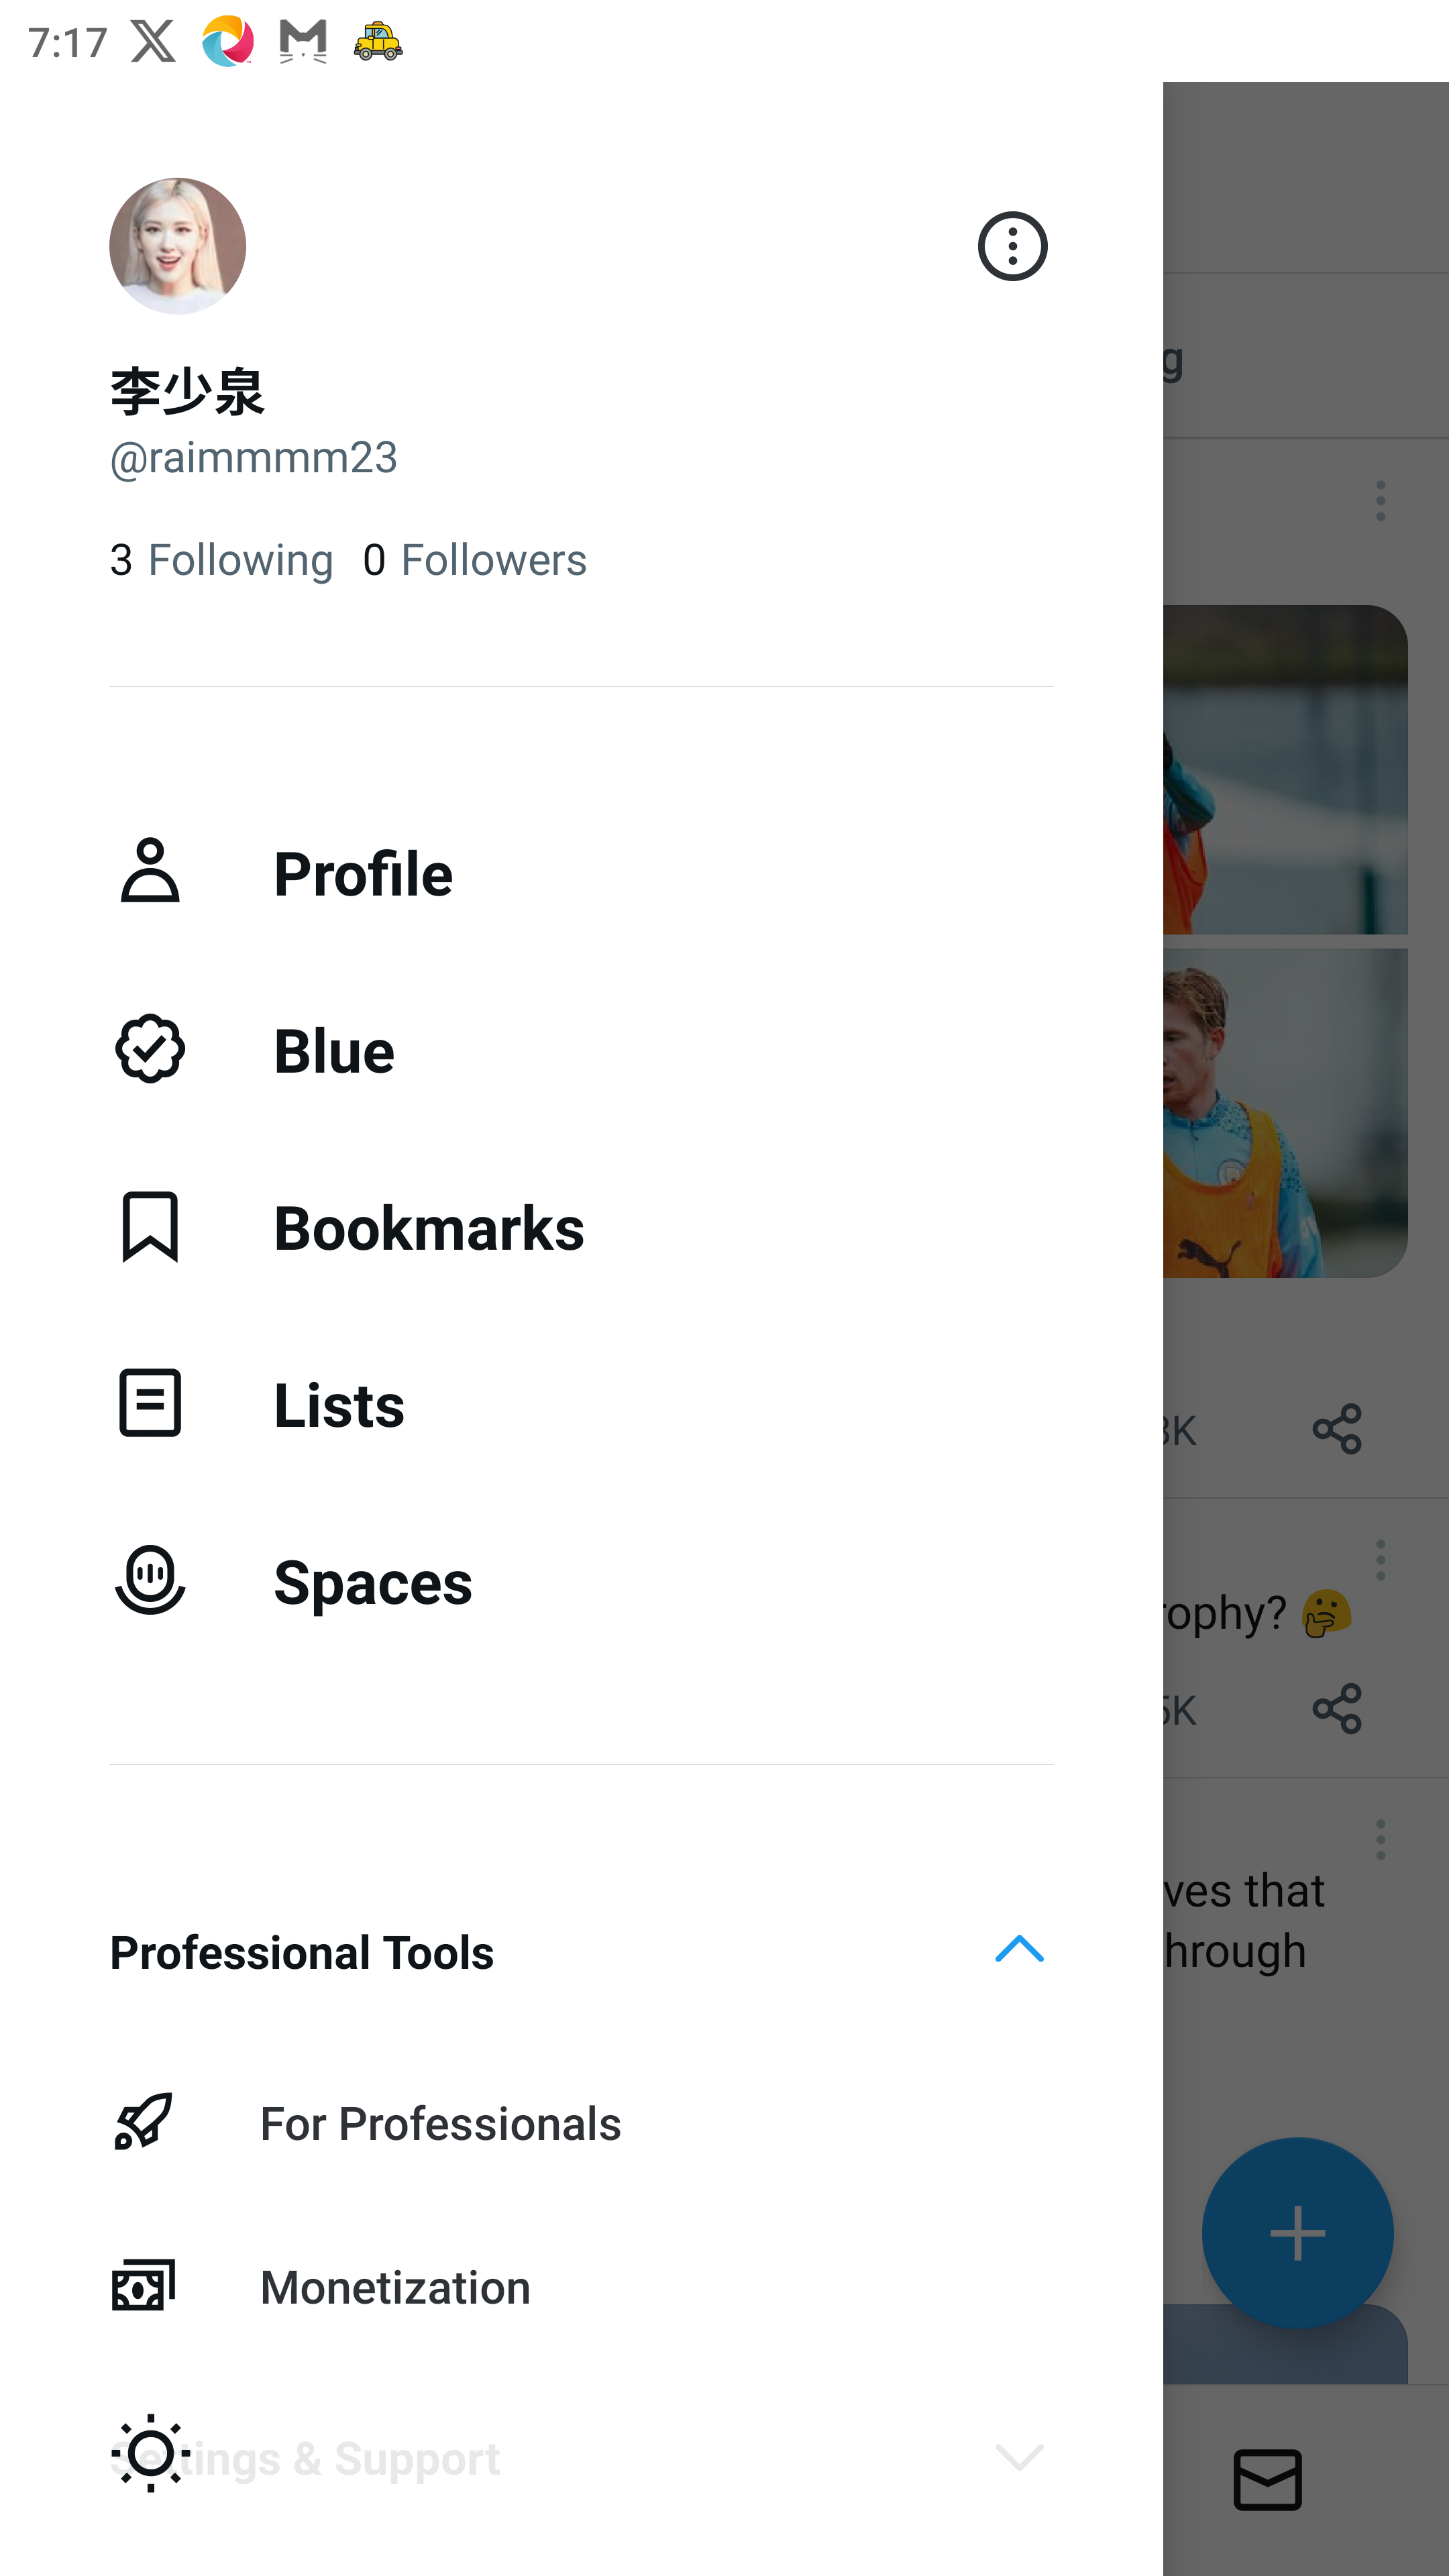 7:17
李少泉
@raimmmm23
3 Following 0 Followers
Profile
Blue
Bookmarks
Lists
Spaces
Professional Tools
For Professionals
Monetization
Settings & Support
g
K
rophy? 🤔
5K
ves that
hrough